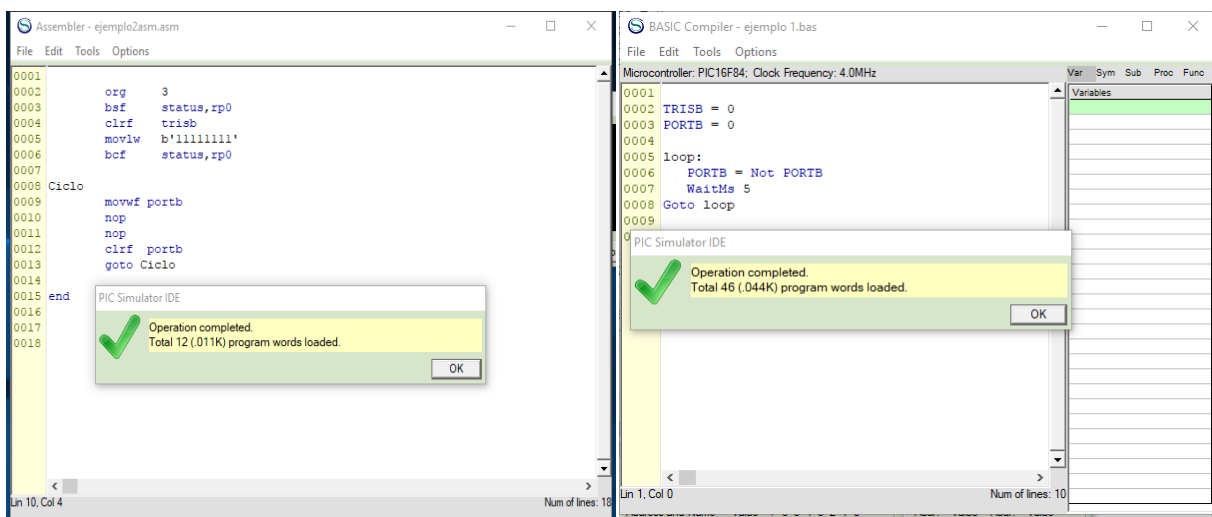 Assembler - ejemplo2asm.asm
File Edit Tools Options
0001
0002 org 3
0003 bsf status,rp0
0004 clrf trisb
0005 movlw b'11111111'
0006 bcf status,rp0
0007
0008 Ciclo
0009 movwf portb
0010 nop
0011 nop
0012 clrf portb
0013 goto Ciclo
0014
0015 end
0016
0017
0018
PIC Simulator IDE
Operation completed.
Total 12 (.011K) program words loaded.
OK
Lin 10, Col 4 Num of lines: 18
BASIC Compiler - ejemplo 1.bas
File Edit Tools Options
Microcontroller: PIC16F84; Clock Frequency: 4.0MHz
Var Sym Sub Proc Func
Variables
0001
0002 TRISB = 0
0003 PORTB = 0
0004
0005 loop:
0006 PORTB = Not PORTB
0007 WaitMs 5
0008 Goto loop
0009
PIC Simulator IDE
Operation completed.
Total 46 (.044K) program words loaded.
OK
Lin 1, Col 0 Num of lines: 10